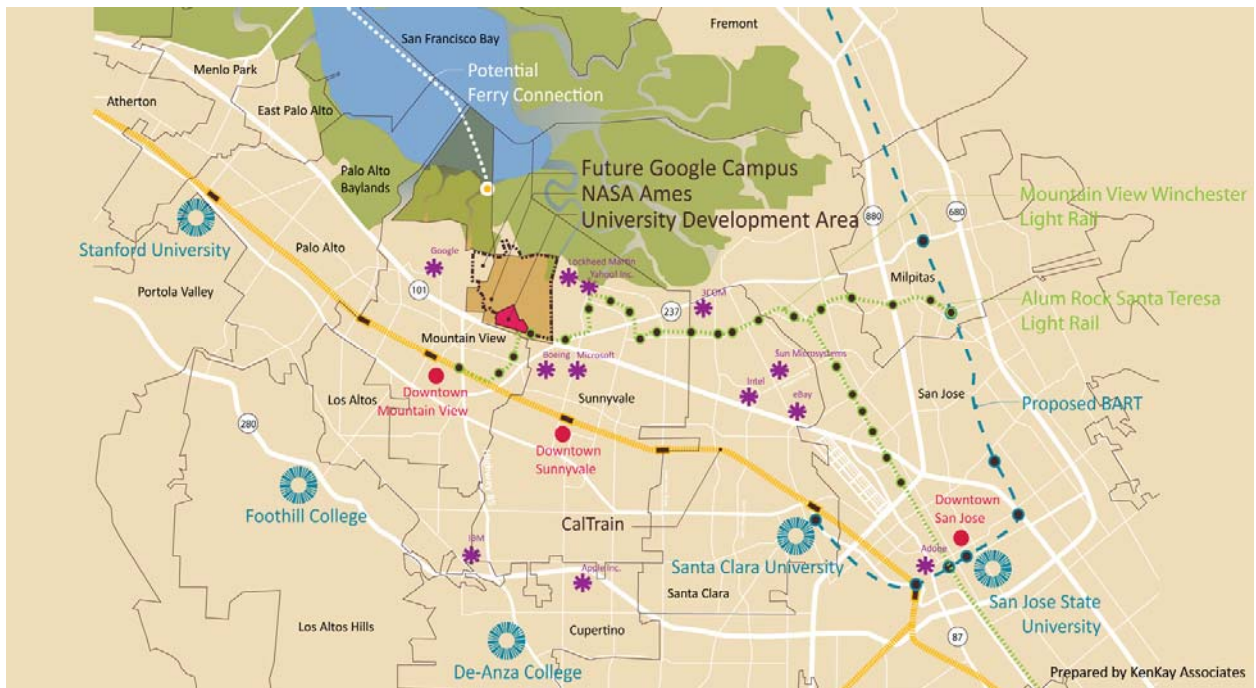 San Francisco Bay
Fremont
Menlo Park
Potential
Ferry Connection
Atherton
East Palo Alto
Palo Alto
Baylands
Future Google Campus
NASA Ames
University Development Area
Mountain View Winchester
Light Rail
880
680
Stanford University
Palo Alto
Google
Lockheed Martin
Yahoo! Inc.
3COM
Milpitas
Portola Valley
101
237
Alum Rock Santa Teresa
Light Rail
Mountain View
Boeing
Microsoft
Sun Microsystems
Intel
eBay
Downtown
Mountain View
Los Altos
Sunnyvale
San Jose
Proposed BART
280
Downtown
Sunnyvale
Foothill College
CalTrain
Downtown
San Jose
IBM
Apple Inc.
Santa Clara University
Adobe
Santa Clara
San Jose State
University
Los Altos Hills
Cupertino
De-Anza College
87
Prepared by KenKay Associates